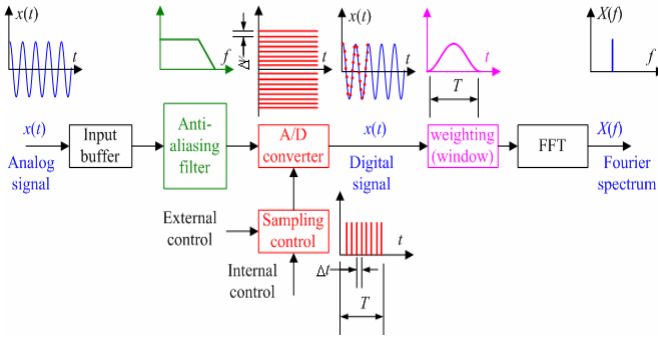 x(t)
X(f)
x(t)
f
t
t
t
t
f
Δ
T
x(t)
Analog
signal
Input
buffer
Anti-
aliasing
filter
A/D
converter
x(t)
Digital
signal
weighting
(window)
FFT
X(f)
Fourier
spectrum
External
control
Sampling
control
Internal
control
t
Δt
T